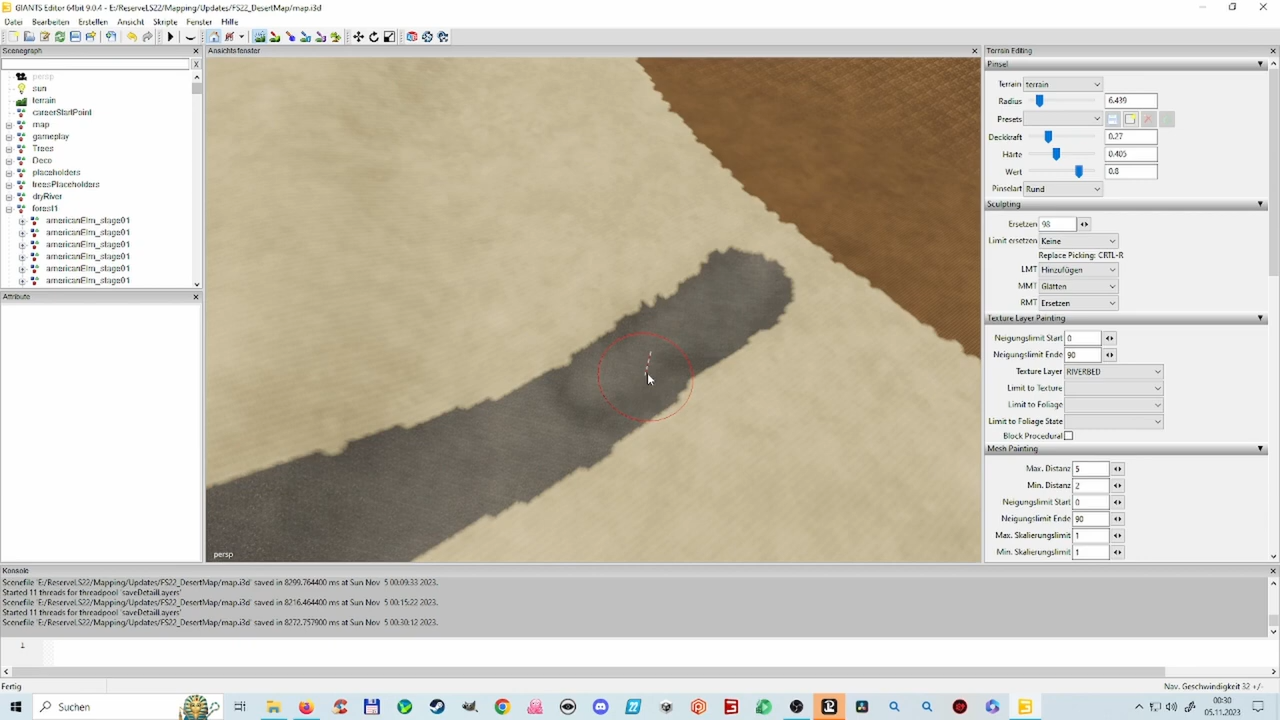 GIANTS Editor 64bit 9.0.4 - E:/ReserveLS22/Mapping/Updates/FS22_DesertMap/map.i3d
Datei Bearbeiten Erstellen Ansicht Skripte Fenster Hilfe
Scenegraph
X
persp
sun
terrain
careerStartPoint
map
gameplay
Trees
Deco
placeholders
treesPlaceholders
dryRiver
forest1
americanElm_stage01
americanElm_stage01
americanElm_stage01
americanElm_stage01
americanElm_stage01
americanElm_stage01
Attribute
Ansichtsfenster
persp
Terrain Editing
Pinsel
Terrain terrain
Radius 6.439
Presets
Deckkraft 0.27
Härte 0.405
Wert 0.8
Pinselart Rund
Sculpting
Ersetzen 98
Limit ersetzen Keine
Replace Picking: CRTL-R
LMT Hinzufügen
MMT Glätten
RMT Ersetzen
Texture Layer Painting
Neigungslimit Start 0
Neigungslimit Ende 90
Texture Layer RIVERBED
Limit to Texture
Limit to Foliage
Limit to Foliage State
Block Procedural
Mesh Painting
Max. Distanz 5
Min. Distanz 2
Neigungslimit Start 0
Neigungslimit Ende 90
Max. Skalierungslimit 1
Min. Skalierungslimit 1
Konsole
Scenefile 'E:/ReserveLS22/Mapping/Updates/FS22_DesertMap/map.i3d' saved in 8299.764400 ms at Sun Nov 5 00:09:33 2023.
Started 11 threads for threadpool 'saveDetailLayers'
Scenefile 'E:/ReserveLS22/Mapping/Updates/FS22_DesertMap/map.i3d' saved in 8216.464400 ms at Sun Nov 5 00:15:22 2023.
Started 11 threads for threadpool 'saveDetailLayers'
Scenefile 'E:/ReserveLS22/Mapping/Updates/FS22_DesertMap/map.i3d' saved in 8272.757900 ms at Sun Nov 5 00:30:12 2023.
1
Fertig
Nav. Geschwindigkeit 32 +/-
Suchen
00:30
05.11.2023